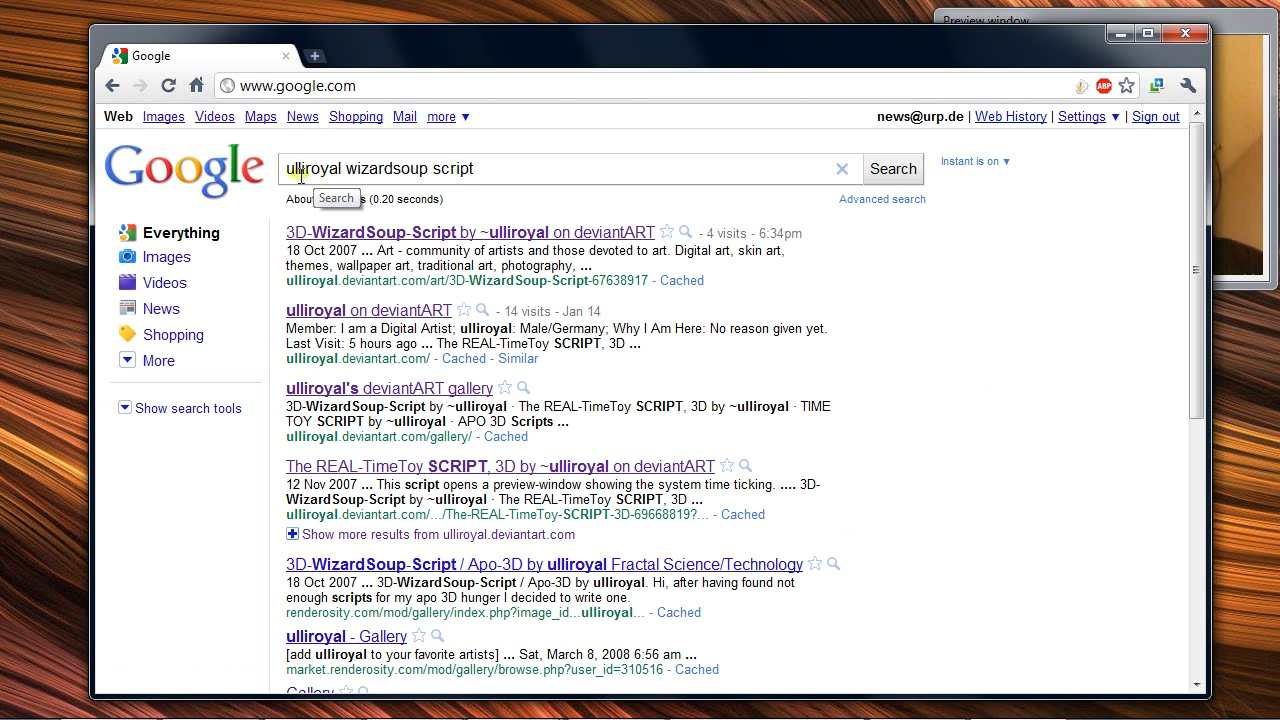 Preview window
Google
www.google.com
ABP
Web Images Videos Maps News Shopping Mail more ▼
news@urp.de | Web History | Settings ▼ | Sign out
Google
ulliroyal wizardsoup script
Search
Instant is on ▼
Search
(0.20 seconds)
Advanced search
Everything
Images
Videos
News
Shopping
More
Show search tools
3D-WizardSoup-Script by ~ulliroyal on deviantART - 4 visits - 6:34pm
18 Oct 2007 ... Art - community of artists and those devoted to art. Digital art, skin art,
themes, wallpaper art, traditional art, photography, ...
ulliroyal.deviantart.com/art/3D-WizardSoup-Script-67638917 - Cached
ulliroyal on deviantART - 14 visits - Jan 14
Member: I am a Digital Artist; ulliroyal: Male/Germany; Why I Am Here: No reason given yet.
Last Visit: 5 hours ago ... The REAL-TimeToy SCRIPT, 3D ...
ulliroyal.deviantart.com/ - Cached - Similar
ulliroyal's deviantART gallery
3D-WizardSoup-Script by ~ulliroyal · The REAL-TimeToy SCRIPT, 3D by ~ulliroyal · TIME
TOY SCRIPT by ~ulliroyal · APO 3D Scripts ...
ulliroyal.deviantart.com/gallery/ - Cached
The REAL-TimeToy SCRIPT, 3D by ~ulliroyal on deviantART
12 Nov 2007 ... This script opens a preview-window showing the system time ticking. .... 3D-
WizardSoup-Script by ~ulliroyal · The REAL-TimeToy SCRIPT, 3D ...
ulliroyal.deviantart.com/.../The-REAL-TimeToy-SCRIPT-3D-69668819?... - Cached
Show more results from ulliroyal.deviantart.com
3D-WizardSoup-Script / Apo-3D by ulliroyal Fractal Science/Technology
18 Oct 2007 ... 3D-WizardSoup-Script / Apo-3D by ulliroyal. Hi, after having found not
enough scripts for my apo 3D hunger I decided to write one.
renderosity.com/mod/gallery/index.php?image_id...ulliroyal... - Cached
ulliroyal - Gallery
[add ulliroyal to your favorite artists] ... Sat, March 8, 2008 6:56 am ...
market.renderosity.com/mod/gallery/browse.php?user_id=310516 - Cached
Gallery